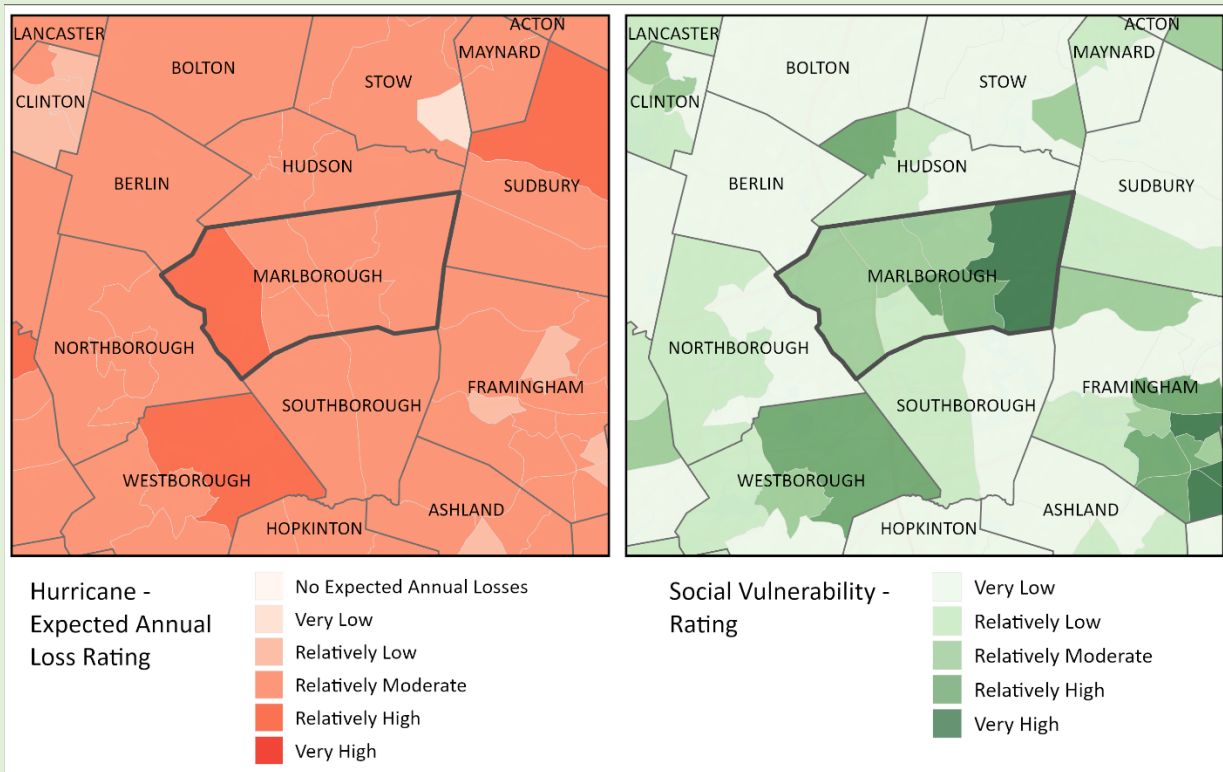 LANCASTER
ACTON
MAYNARD
BOLTON
STOW
CLINTON
HUDSON
BERLIN
SUDBURY
MARLBOROUGH
NORTHBOROUGH
FRAMINGHAM
SOUTHBOROUGH
WESTBOROUGH
ASHLAND
HOPKINTON
LANCASTER
ACTON
MAYNARD
BOLTON
STOW
CLINTON
HUDSON
BERLIN
SUDBURY
MARLBOROUGH
NORTHBOROUGH
FRAMINGHAM
SOUTHBOROUGH
WESTBOROUGH
ASHLAND
HOPKINTON
Hurricane -
Expected Annual
Loss Rating
No Expected Annual Losses
Very Low
Relatively Low
Relatively Moderate
Relatively High
Very High
Social Vulnerability -
Rating
Very Low
Relatively Low
Relatively Moderate
Relatively High
Very High